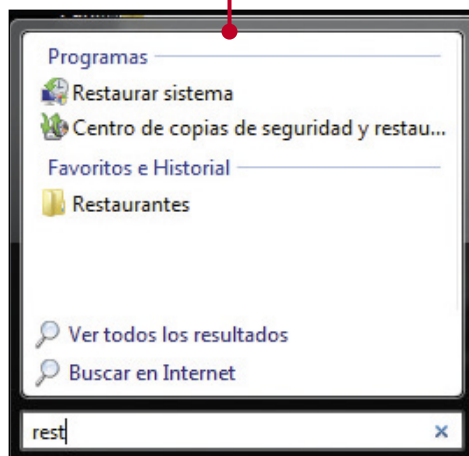 Programas
Restaurar sistema
Centro de copias de seguridad y restau...
Favoritos e Historial
Restaurantes
Ver todos los resultados
Buscar en Internet
rest